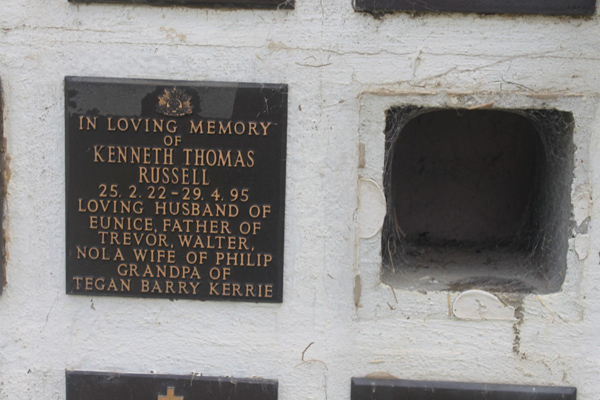 IN LOVING MEMORY
OF
KENNETH THOMAS
RUSSELL
25.2.22-29.4.95
LOVING HUSBAND OF
EUNICE, FATHER OF
TREVOR, WALTER,
NOLA WIFE OF PHILIP
GRANDPA OF
TEGAN BARRY KERRIE